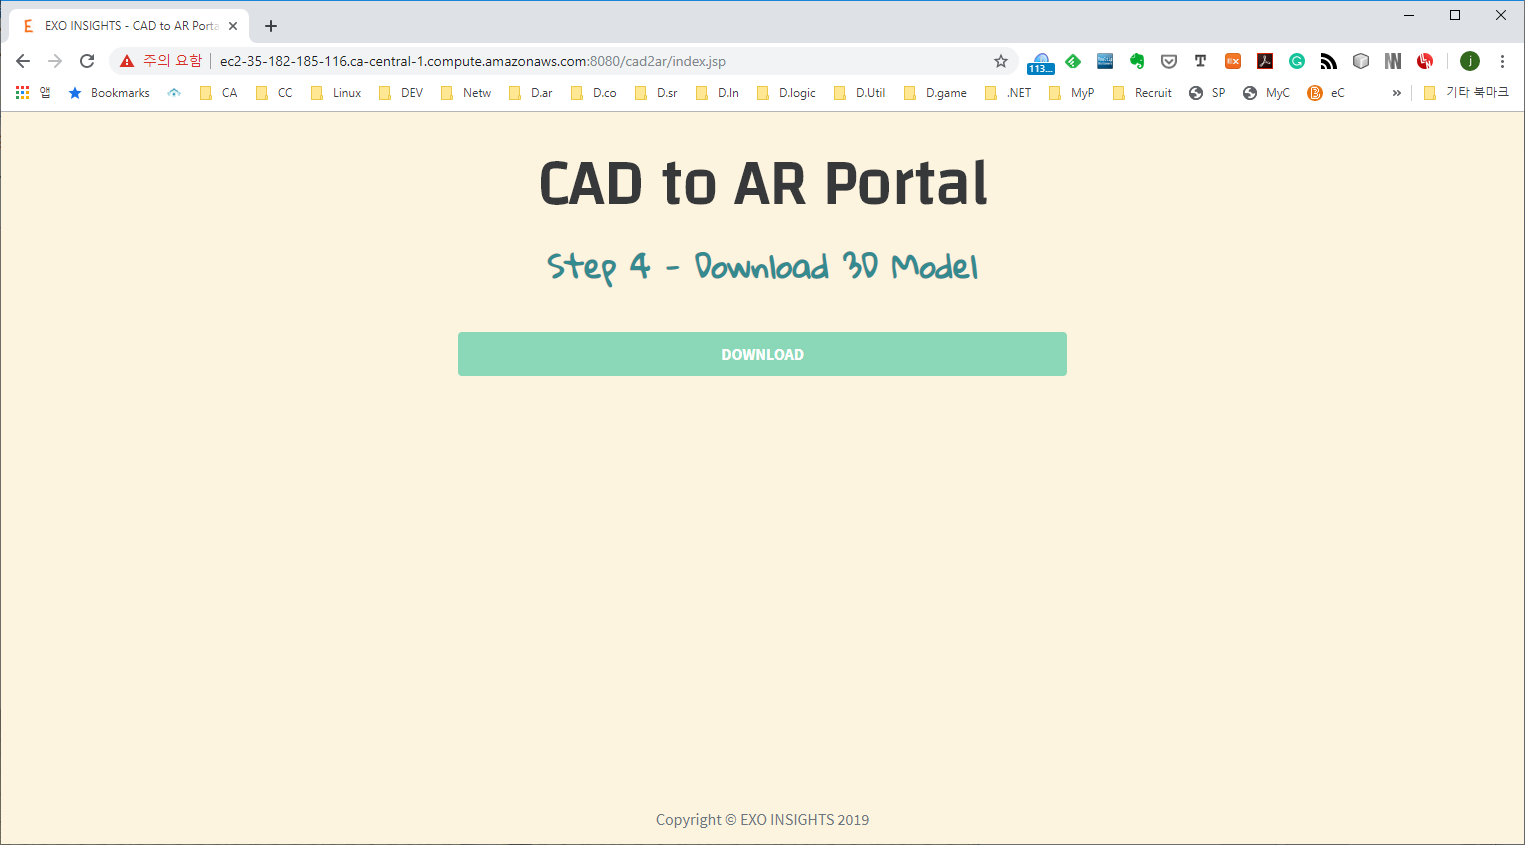 EXO INSIGHTS - CAD to AR Porta
주의 요함 ec2-35-182-185-116.ca-central-1.compute.amazonaws.com:8080/cad2ar/index.jsp
113...
EX
j
앱 Bookmarks CA CC Linux DEV Netw D.ar D.co D.sr D.In D.logic D.Util D.game .NET MyP Recruit SP MyC eC » 기타 북마크
CAD to AR Portal
Step 4 - Download 3D Model
DOWNLOAD
Copyright © EXO INSIGHTS 2019